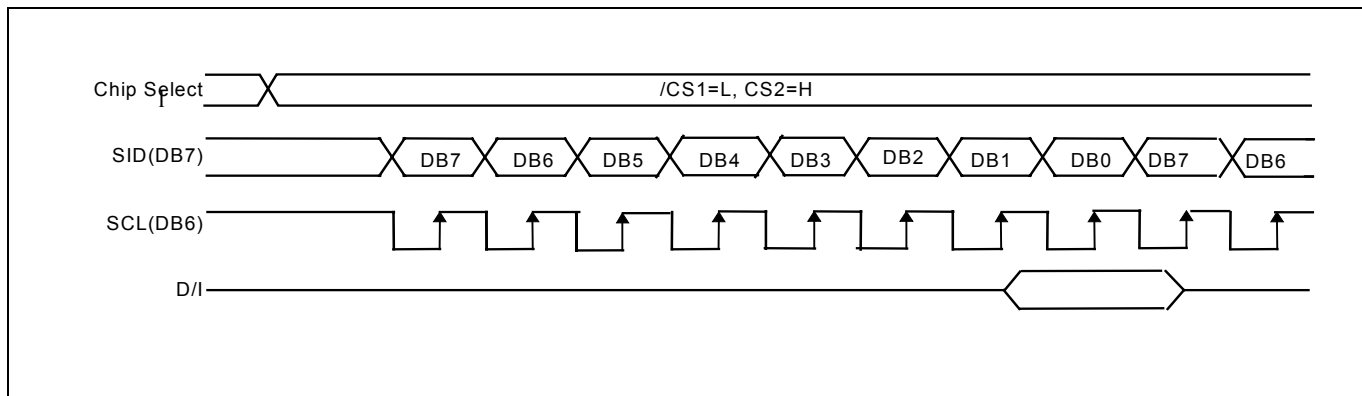 Chip Select
/CS1=L, CS2=H
SID(DB7)
DB7 DB6 DB5 DB4 DB3 DB2 DB1 DB0 DB7 DB6
SCL(DB6)
D/I